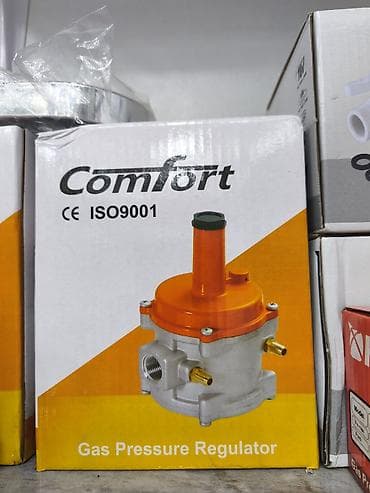 Comfort
CE ISO9001
Gas Pressure Regulator